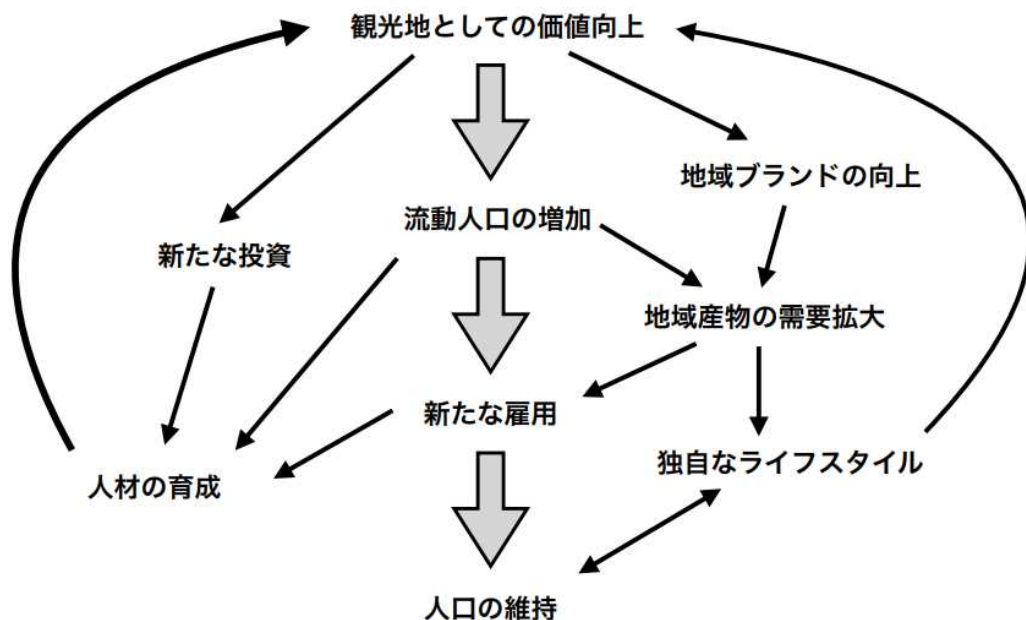 観光地としての価値向上
地域ブランドの向上
流動人口の増加
新たな投資
地域産物の需要拡大
新たな雇用
独自なライフスタイル
人材の育成
人口の維持